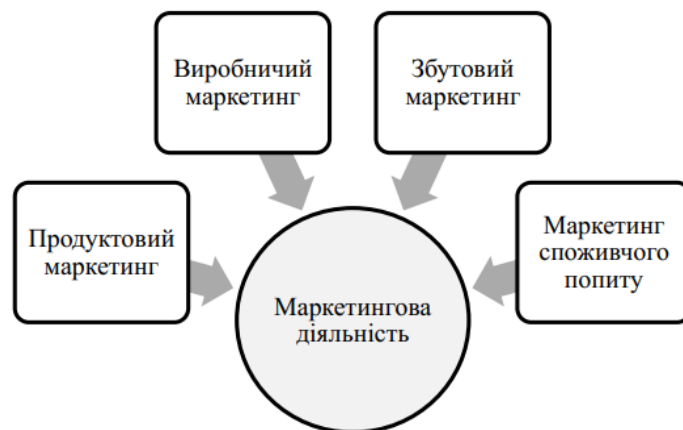 Виробничий
маркетинг
Збутовий
маркетинг
Продуктовий
маркетинг
Маркетинг
споживчого
попиту
Маркетингова
діяльність